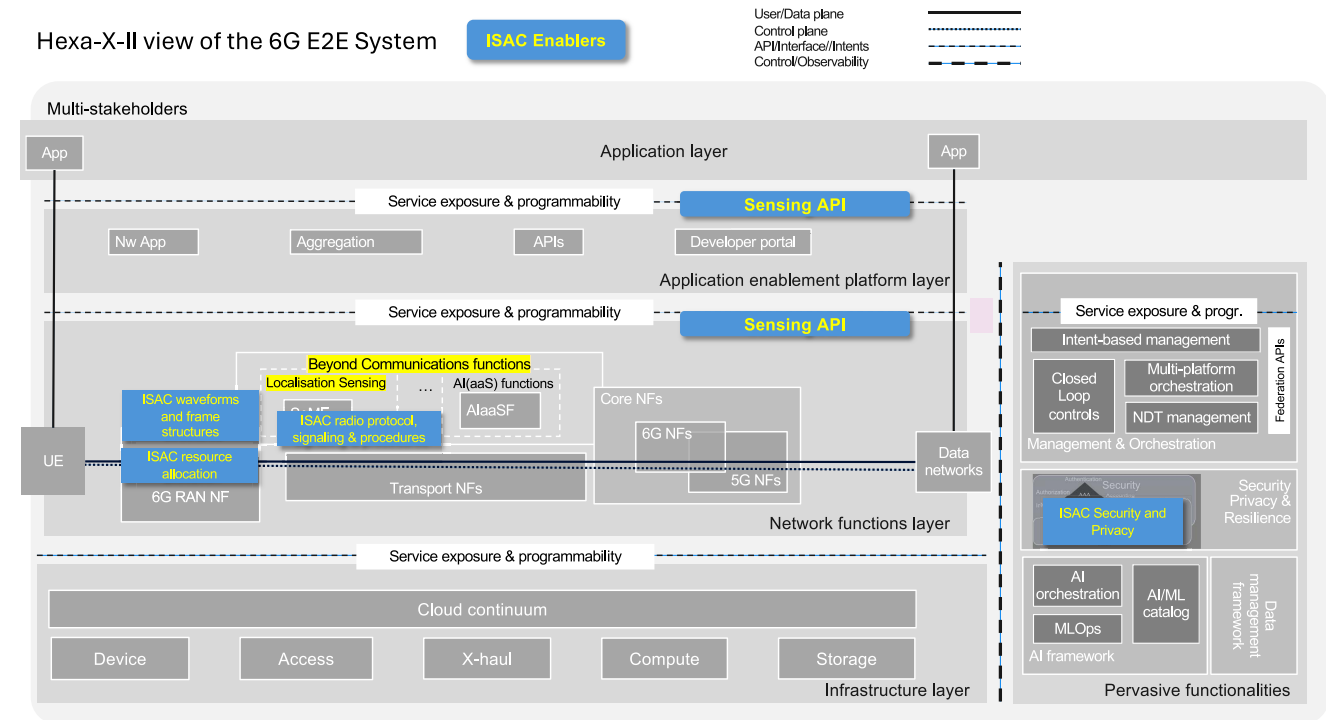 Hexa-X-II view of the 6G E2E System
ISAC Enablers
User/Data plane
Control plane
API/Interface//Intents
Control/Observability
Multi-stakeholders
App
Application layer
App
Service exposure & programmability
Sensing API
Nw App
Aggregation
APIs
Developer portal
Application enablement platform layer
Service exposure & programmability
Sensing API
Beyond Communications functions
Localisation Sensing
...
AI(aaS) functions
AIaaSF
ISAC waveforms
and frame
structures
ISAC radio protocol,
signaling & procedures
ISAC resource
allocation
UE
6G RAN NF
Transport NFs
Core NFs
6G NFs
5G NFs
Data
networks
Network functions layer
Service exposure & programmability
Cloud continuum
Device
Access
X-haul
Compute
Storage
Infrastructure layer
Service exposure & progr.
Intent-based management
Closed
Loop
controls
Multi-platform
orchestration
NDT management
Federation APIs
Management & Orchestration
Authentication
Security
AAA
ISAC Security and
Privacy
Security
Privacy &
Resilience
AI
orchestration
MLOps
AI/ML
catalog
AI framework
Data
management
framework
Pervasive functionalities